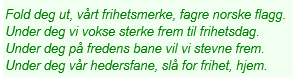 Fold deg ut, vårt frihetsmerke, fagre norske flagg.
Under deg vi vokse sterke frem til frihetsdag.
Under deg på fredens bane vil vi stevne frem.
Under deg vår hedersfane, slå for frihet, hjem.